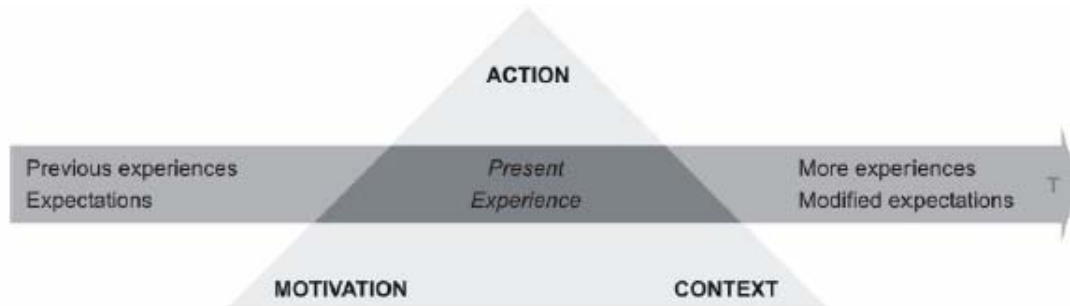 ACTION
Previous experiences
Expectations
Present
Experience
More experiences
Modified expectations
T
MOTIVATION
CONTEXT